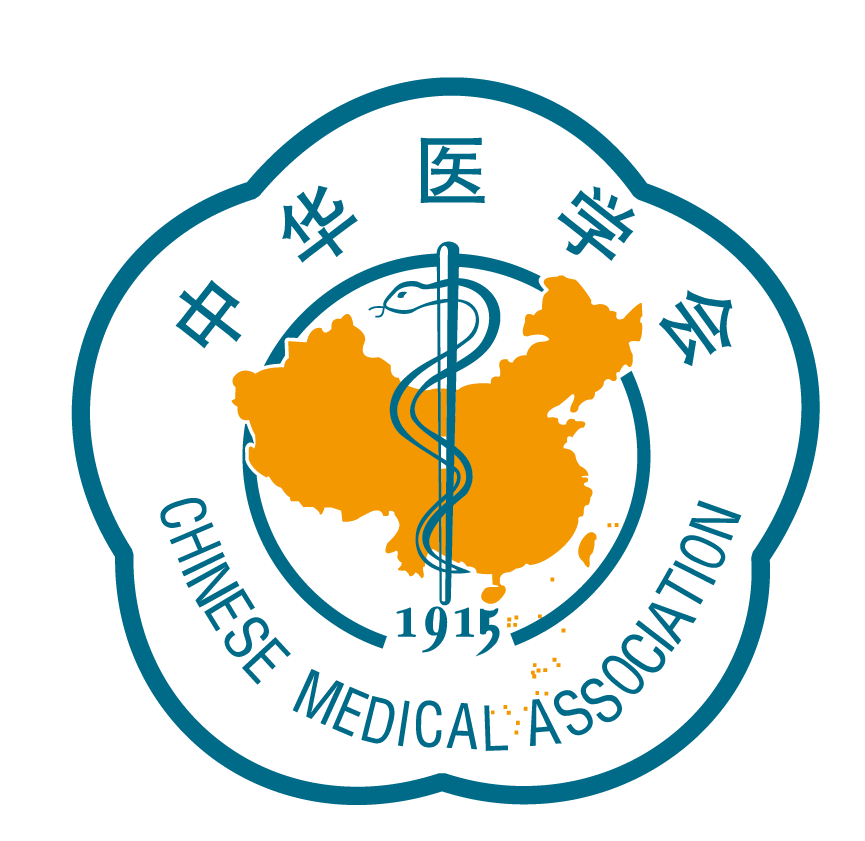 中华医学会
1915
CHINESE MEDICAL ASSOCIATION